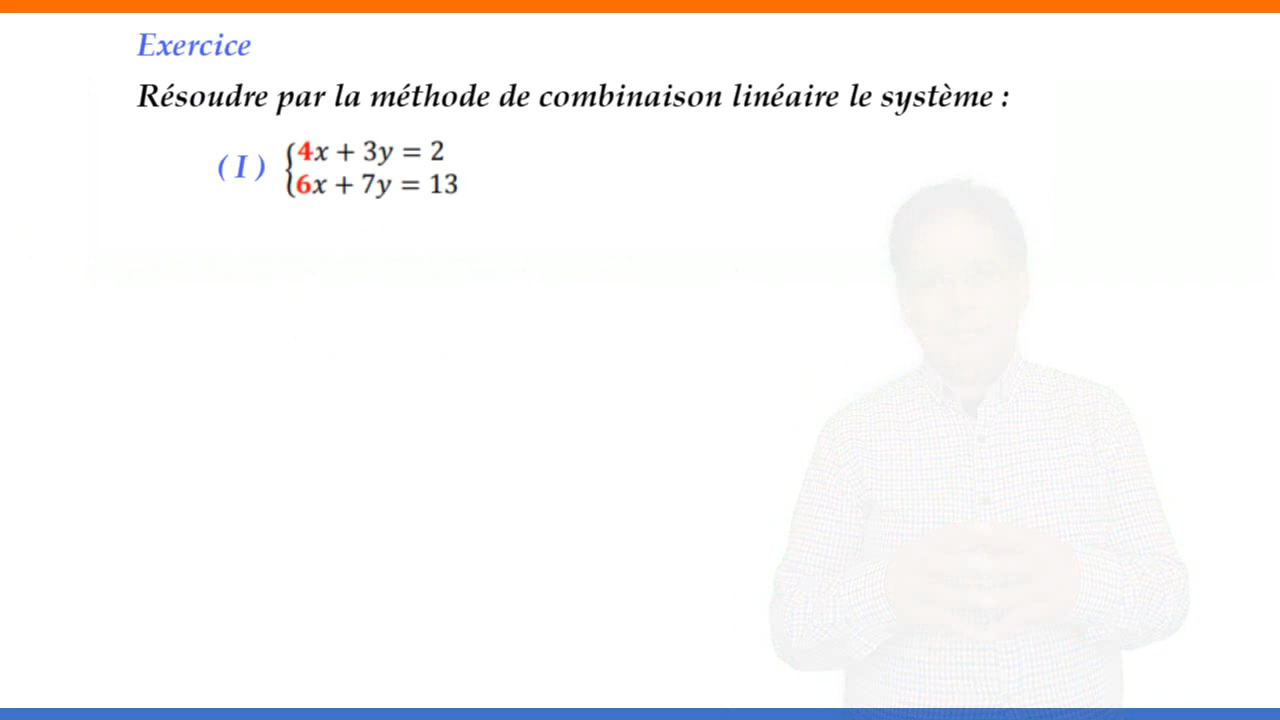 Exercice
Résoudre par la méthode de combinaison linéaire le système :
( I ) {4x + 3y = 2
6x + 7y = 13